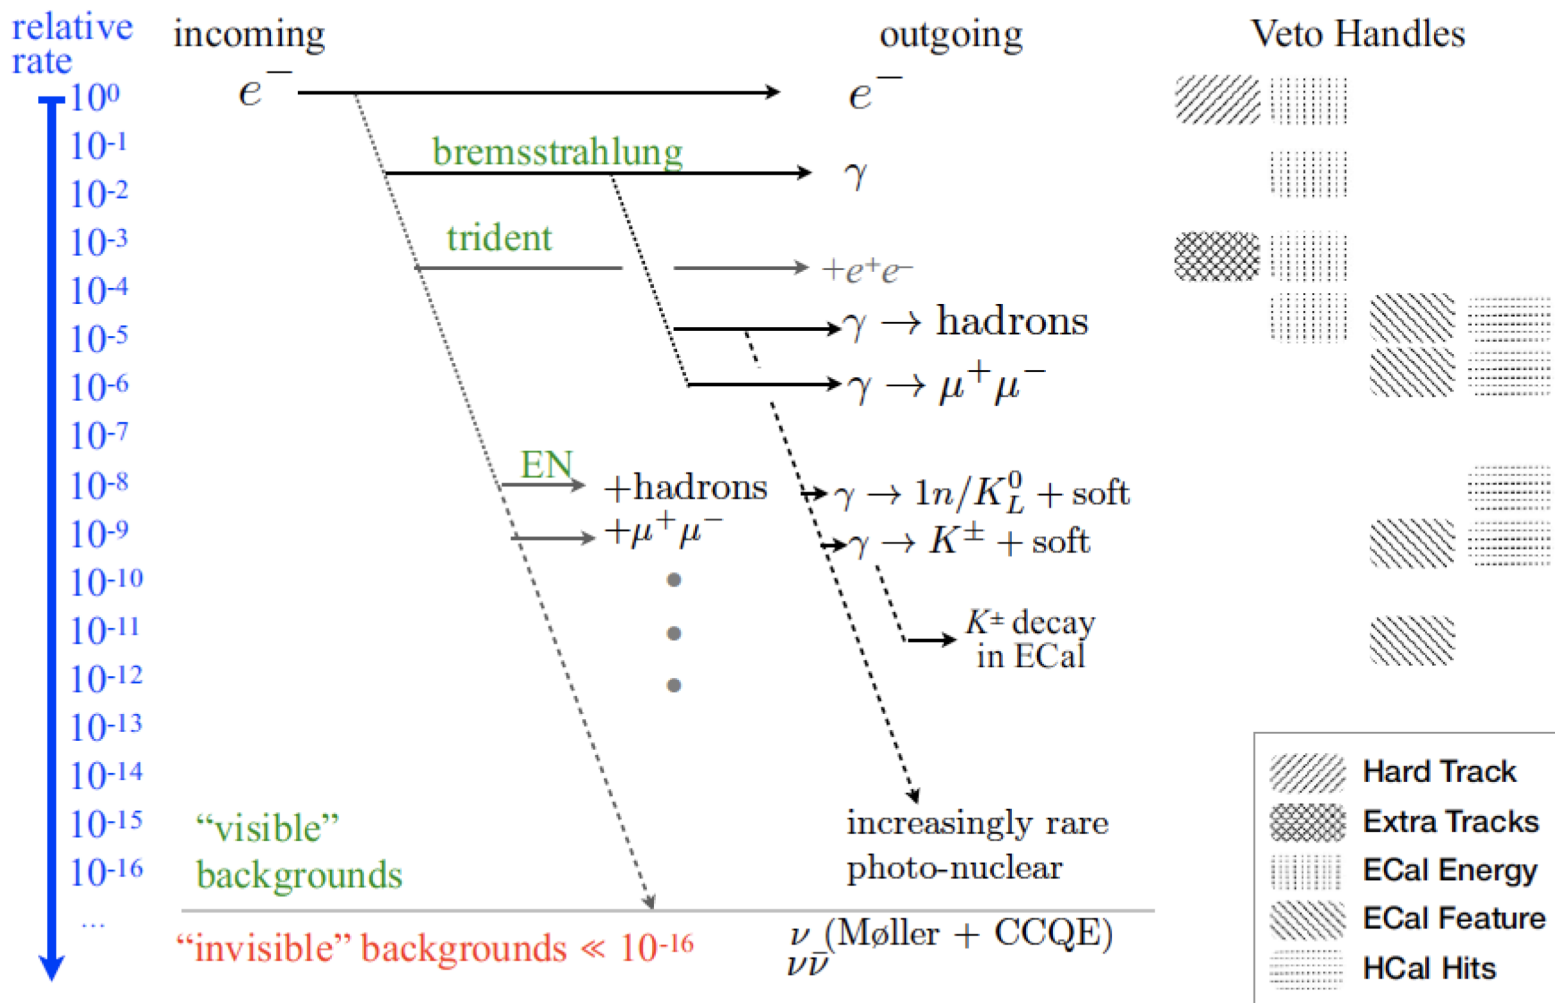 relative
rate
incoming
outgoing
Veto Handles
e⁻
e⁻
10⁰
10⁻¹
bremsstrahlung
γ
10⁻²
10⁻³
trident
+e⁺e⁻
10⁻⁴
γ → hadrons
10⁻⁵
10⁻⁶
γ → μ⁺μ⁻
10⁻⁷
EN
10⁻⁸
+hadrons
γ → 1n/K⁰_L + soft
10⁻⁹
+μ⁺μ⁻
γ → K± + soft
10⁻¹⁰
10⁻¹¹
K± decay
in ECal
10⁻¹²
10⁻¹³
10⁻¹⁴
10⁻¹⁵
10⁻¹⁶
...
“visible”
backgrounds
increasingly rare
photo-nuclear
“invisible” backgrounds ≪ 10⁻¹⁶
ν (Møller + CCQE)
νν̄
Hard Track
Extra Tracks
ECal Energy
ECal Feature
HCal Hits